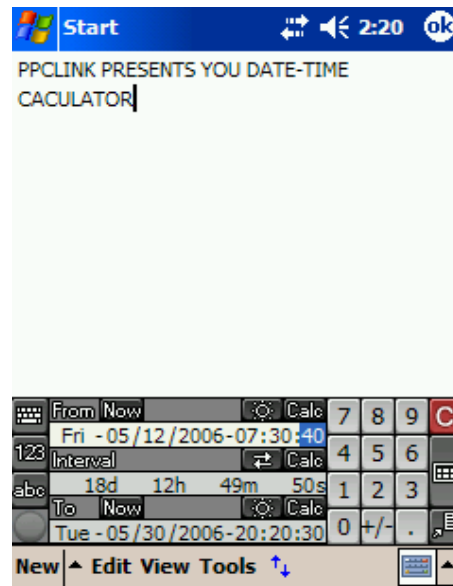 Start 2:20 ok
PPCLINK PRESENTS YOU DATE-TIME
CACULATOR
From Now Calc 7 8 9 C
Fri - 05/12/2006-07:30:40
123 Interval Calc 4 5 6
abc 18d 12h 49m 50s 1 2 3
To Now Calc 0 +/- .
Tue - 05/30/2006-20:20:30
New Edit View Tools